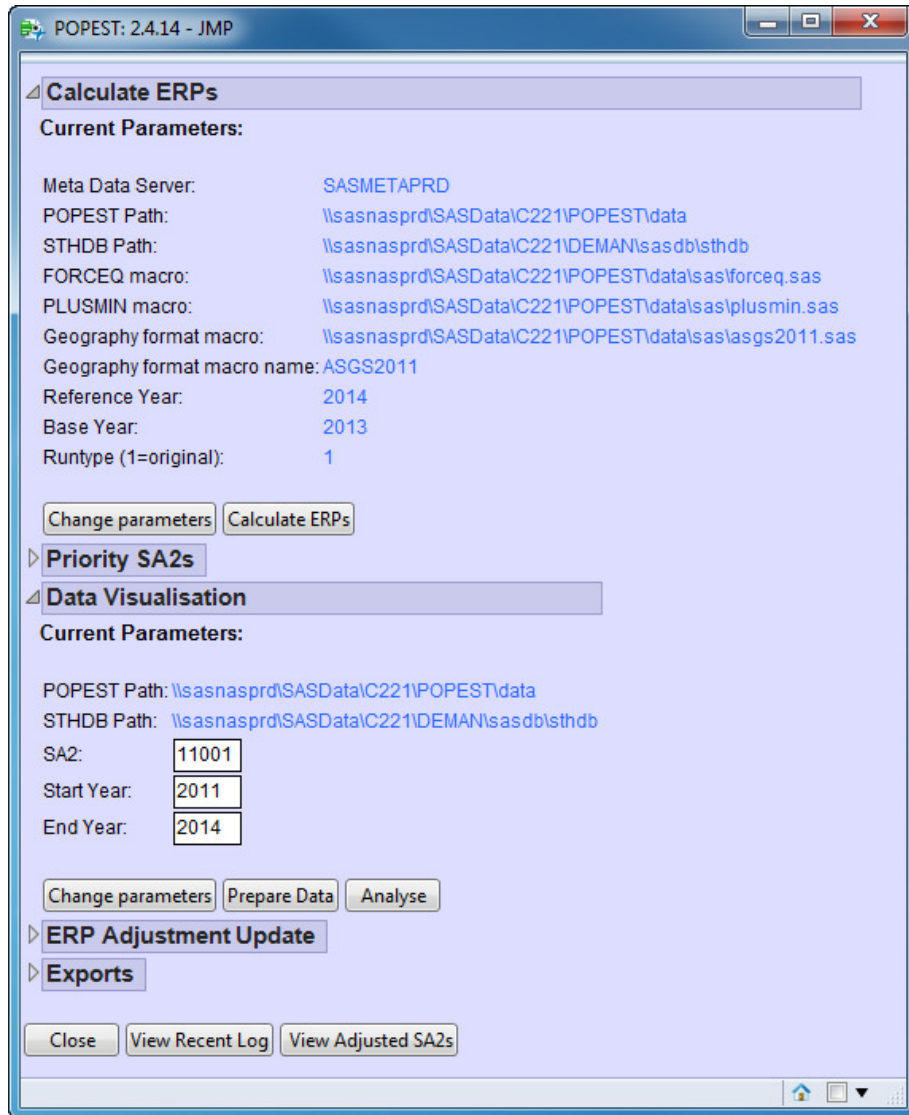 POPEST: 2.4.14 - JMP
Calculate ERPs
Current Parameters:
Meta Data Server: SASMETAPRD
POPEST Path: \\sasnasprd\SASData\C221\POPEST\data
STHDB Path: \\sasnasprd\SASData\C221\DEMAN\sasdb\sthdb
FORCEQ macro: \\sasnasprd\SASData\C221\POPEST\data\sas\forceq.sas
PLUSMIN macro: \\sasnasprd\SASData\C221\POPEST\data\sas\plusmin.sas
Geography format macro: \\sasnasprd\SASData\C221\POPEST\data\sas\asgs2011.sas
Geography format macro name: ASGS2011
Reference Year: 2014
Base Year: 2013
Runtype (1=original): 1
Change parameters Calculate ERPs
Priority SA2s
Data Visualisation
Current Parameters:
POPEST Path: \\sasnasprd\SASData\C221\POPEST\data
STHDB Path: \\sasnasprd\SASData\C221\DEMAN\sasdb\sthdb
SA2: 11001
Start Year: 2011
End Year: 2014
Change parameters Prepare Data Analyse
ERP Adjustment Update
Exports
Close View Recent Log View Adjusted SA2s